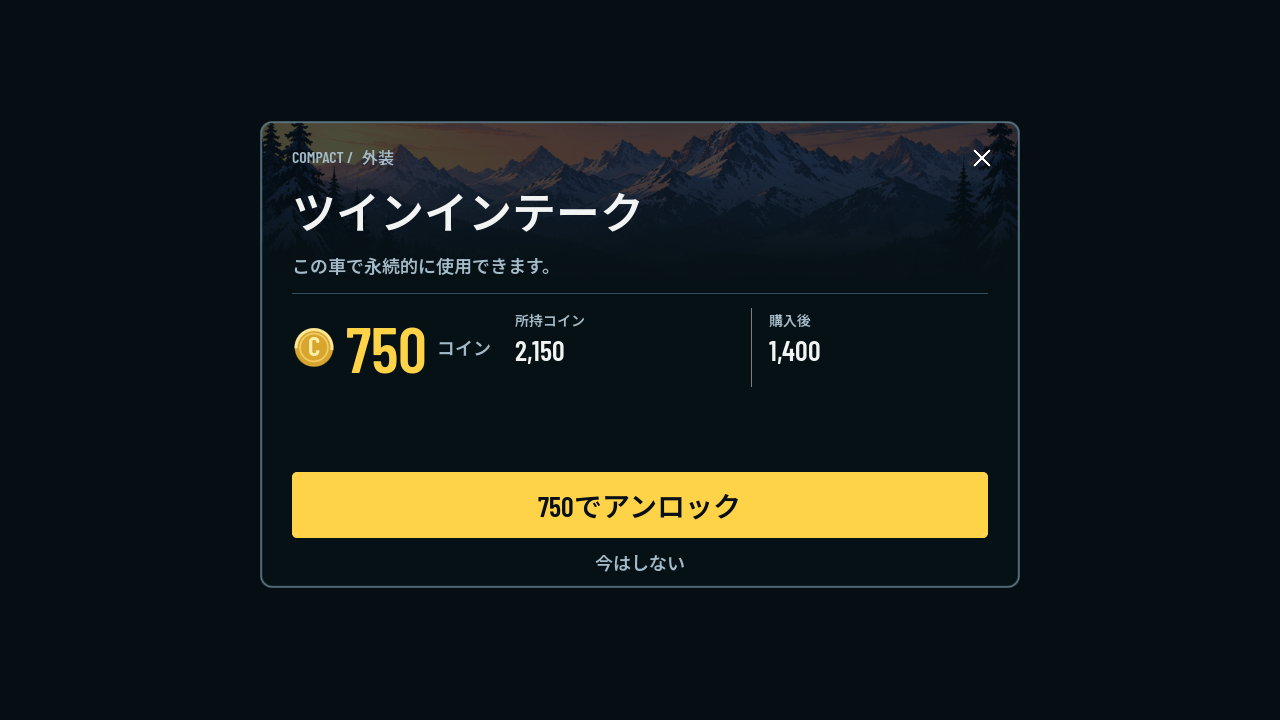 COMPACT / 外装
ツインインテーク
この車で永続的に使用できます。
C 750 コイン
所持コイン
2,150
購入後
1,400
750でアンロック
今はしない